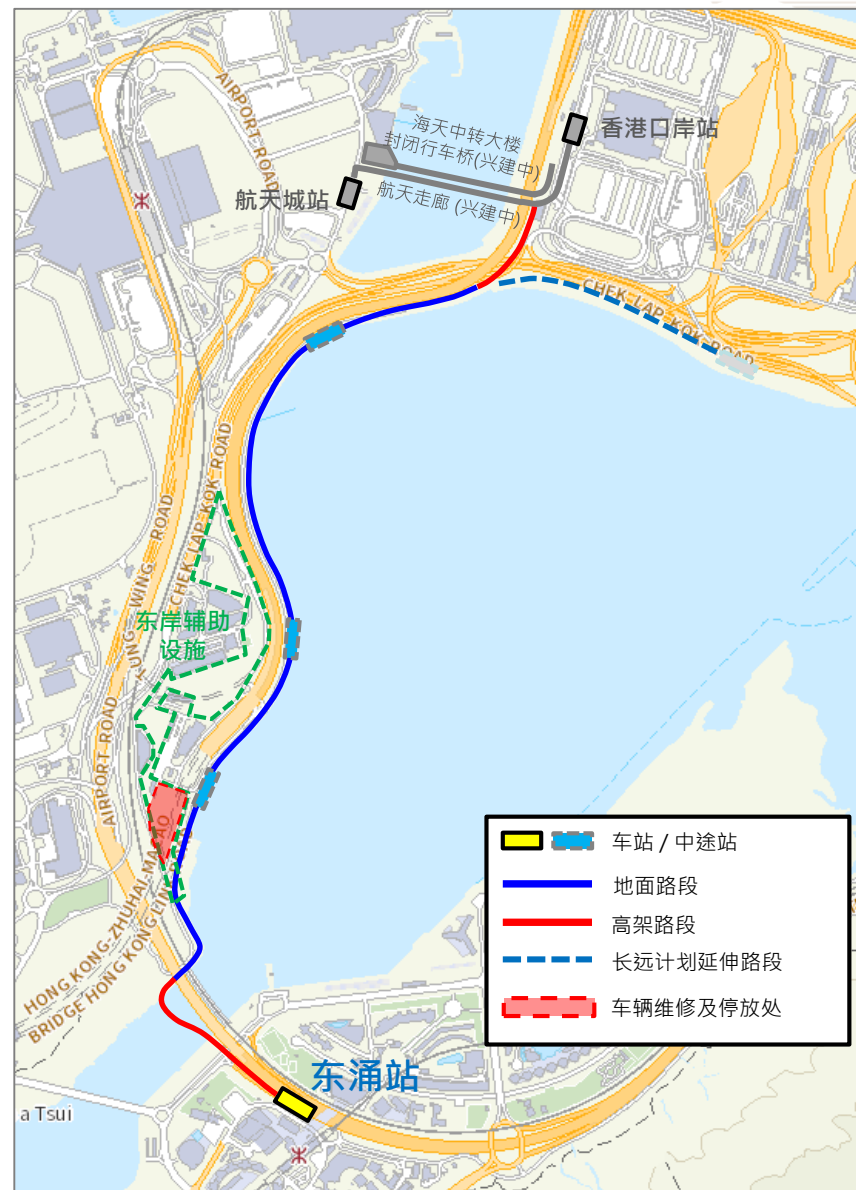 AIRPORT ROAD
海天中转大楼
封闭行车桥(兴建中)
香港口岸站
航天城站
航天走廊 (兴建中)
CHEK LAP KOK ROAD
CHEK LAP KOK ROAD
TUNG WING ROAD
东岸辅助
设施
AIRPORT ROAD
HONG KONG-ZHUHAI-MACAO
BRIDGE HONG KONG LIN
车站 / 中途站
地面路段
高架路段
长远计划延伸路段
车辆维修及停放处
东涌站
a Tsui